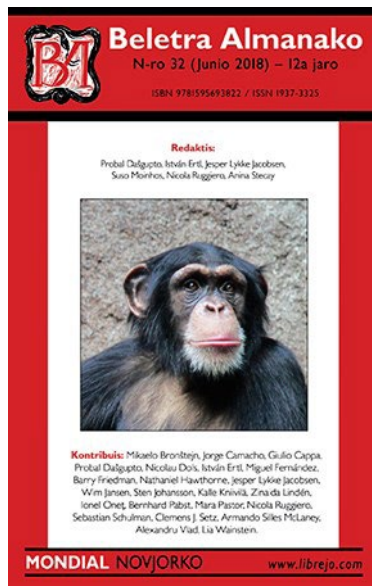 BA
Beletra Almanako
N-ro 32 (Junio 2018) – 12a jaro
ISBN 9781595693822 / ISSN 1937-3325
Redaktis:
Probal Daŝgupto, István Ertl, Jesper Lykke Jacobsen,
Suso Moinhos, Nicola Ruggiero, Anina Stecay
Kontribuis: Mikaelo Bronŝtejn, Jorge Camacho, Giulio Cappa,
Probal Daŝgupto, Nicolau Dols, István Ertl, Miguel Fernández,
Barry Friedman, Nathaniel Hawthorne, Jesper Lykke Jacobsen,
Wim Jansen, Sten Johansson, Kalle Kniivilä, Zinaida Lindén,
Ionel Oneţ, Bernhard Pabst, Mara Pastor, Nicola Ruggiero,
Sebastian Schulman, Clemens J. Setz, Armando Silles McLaney,
Alexandru Vlad, Lia Wainstein.
MONDIAL NOVJORKO
www.librejo.com